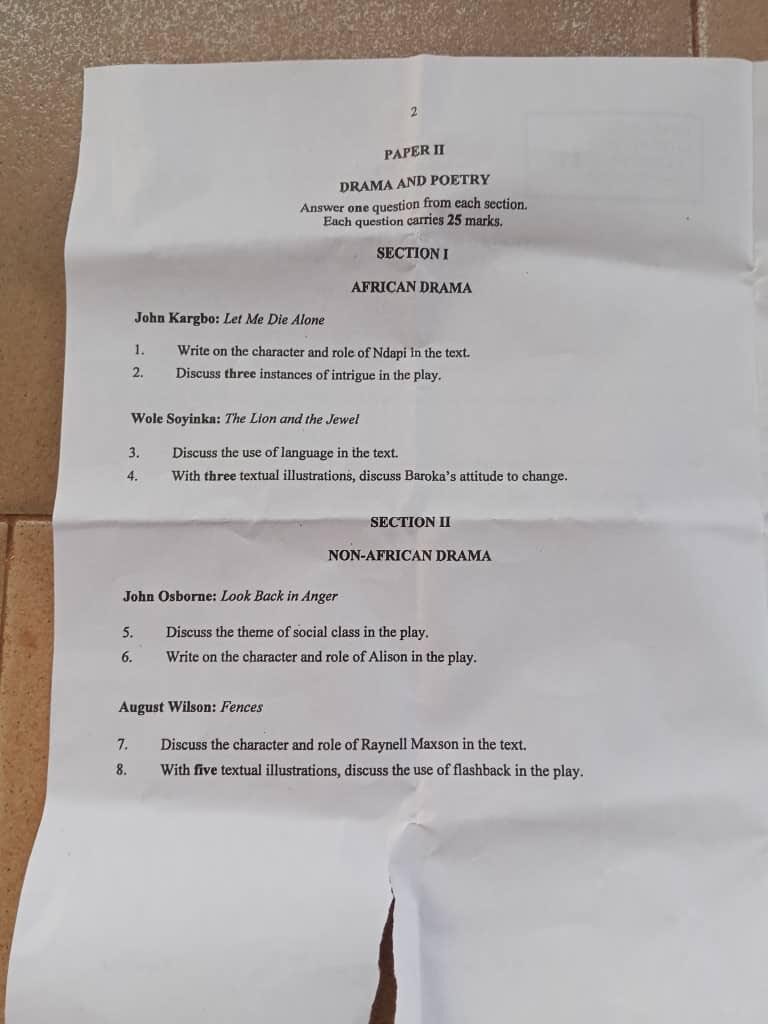 2
PAPER II
DRAMA AND POETRY
Answer one question from each section.
Each question carries 25 marks.
SECTION I
AFRICAN DRAMA
John Kargbo: Let Me Die Alone
1. Write on the character and role of Ndapi in the text.
2. Discuss three instances of intrigue in the play.
Wole Soyinka: The Lion and the Jewel
3. Discuss the use of language in the text.
4. With three textual illustrations, discuss Baroka's attitude to change.
SECTION II
NON-AFRICAN DRAMA
John Osborne: Look Back in Anger
5. Discuss the theme of social class in the play.
6. Write on the character and role of Alison in the play.
August Wilson: Fences
7. Discuss the character and role of Raynell Maxson in the text.
8. With five textual illustrations, discuss the use of flashback in the play.